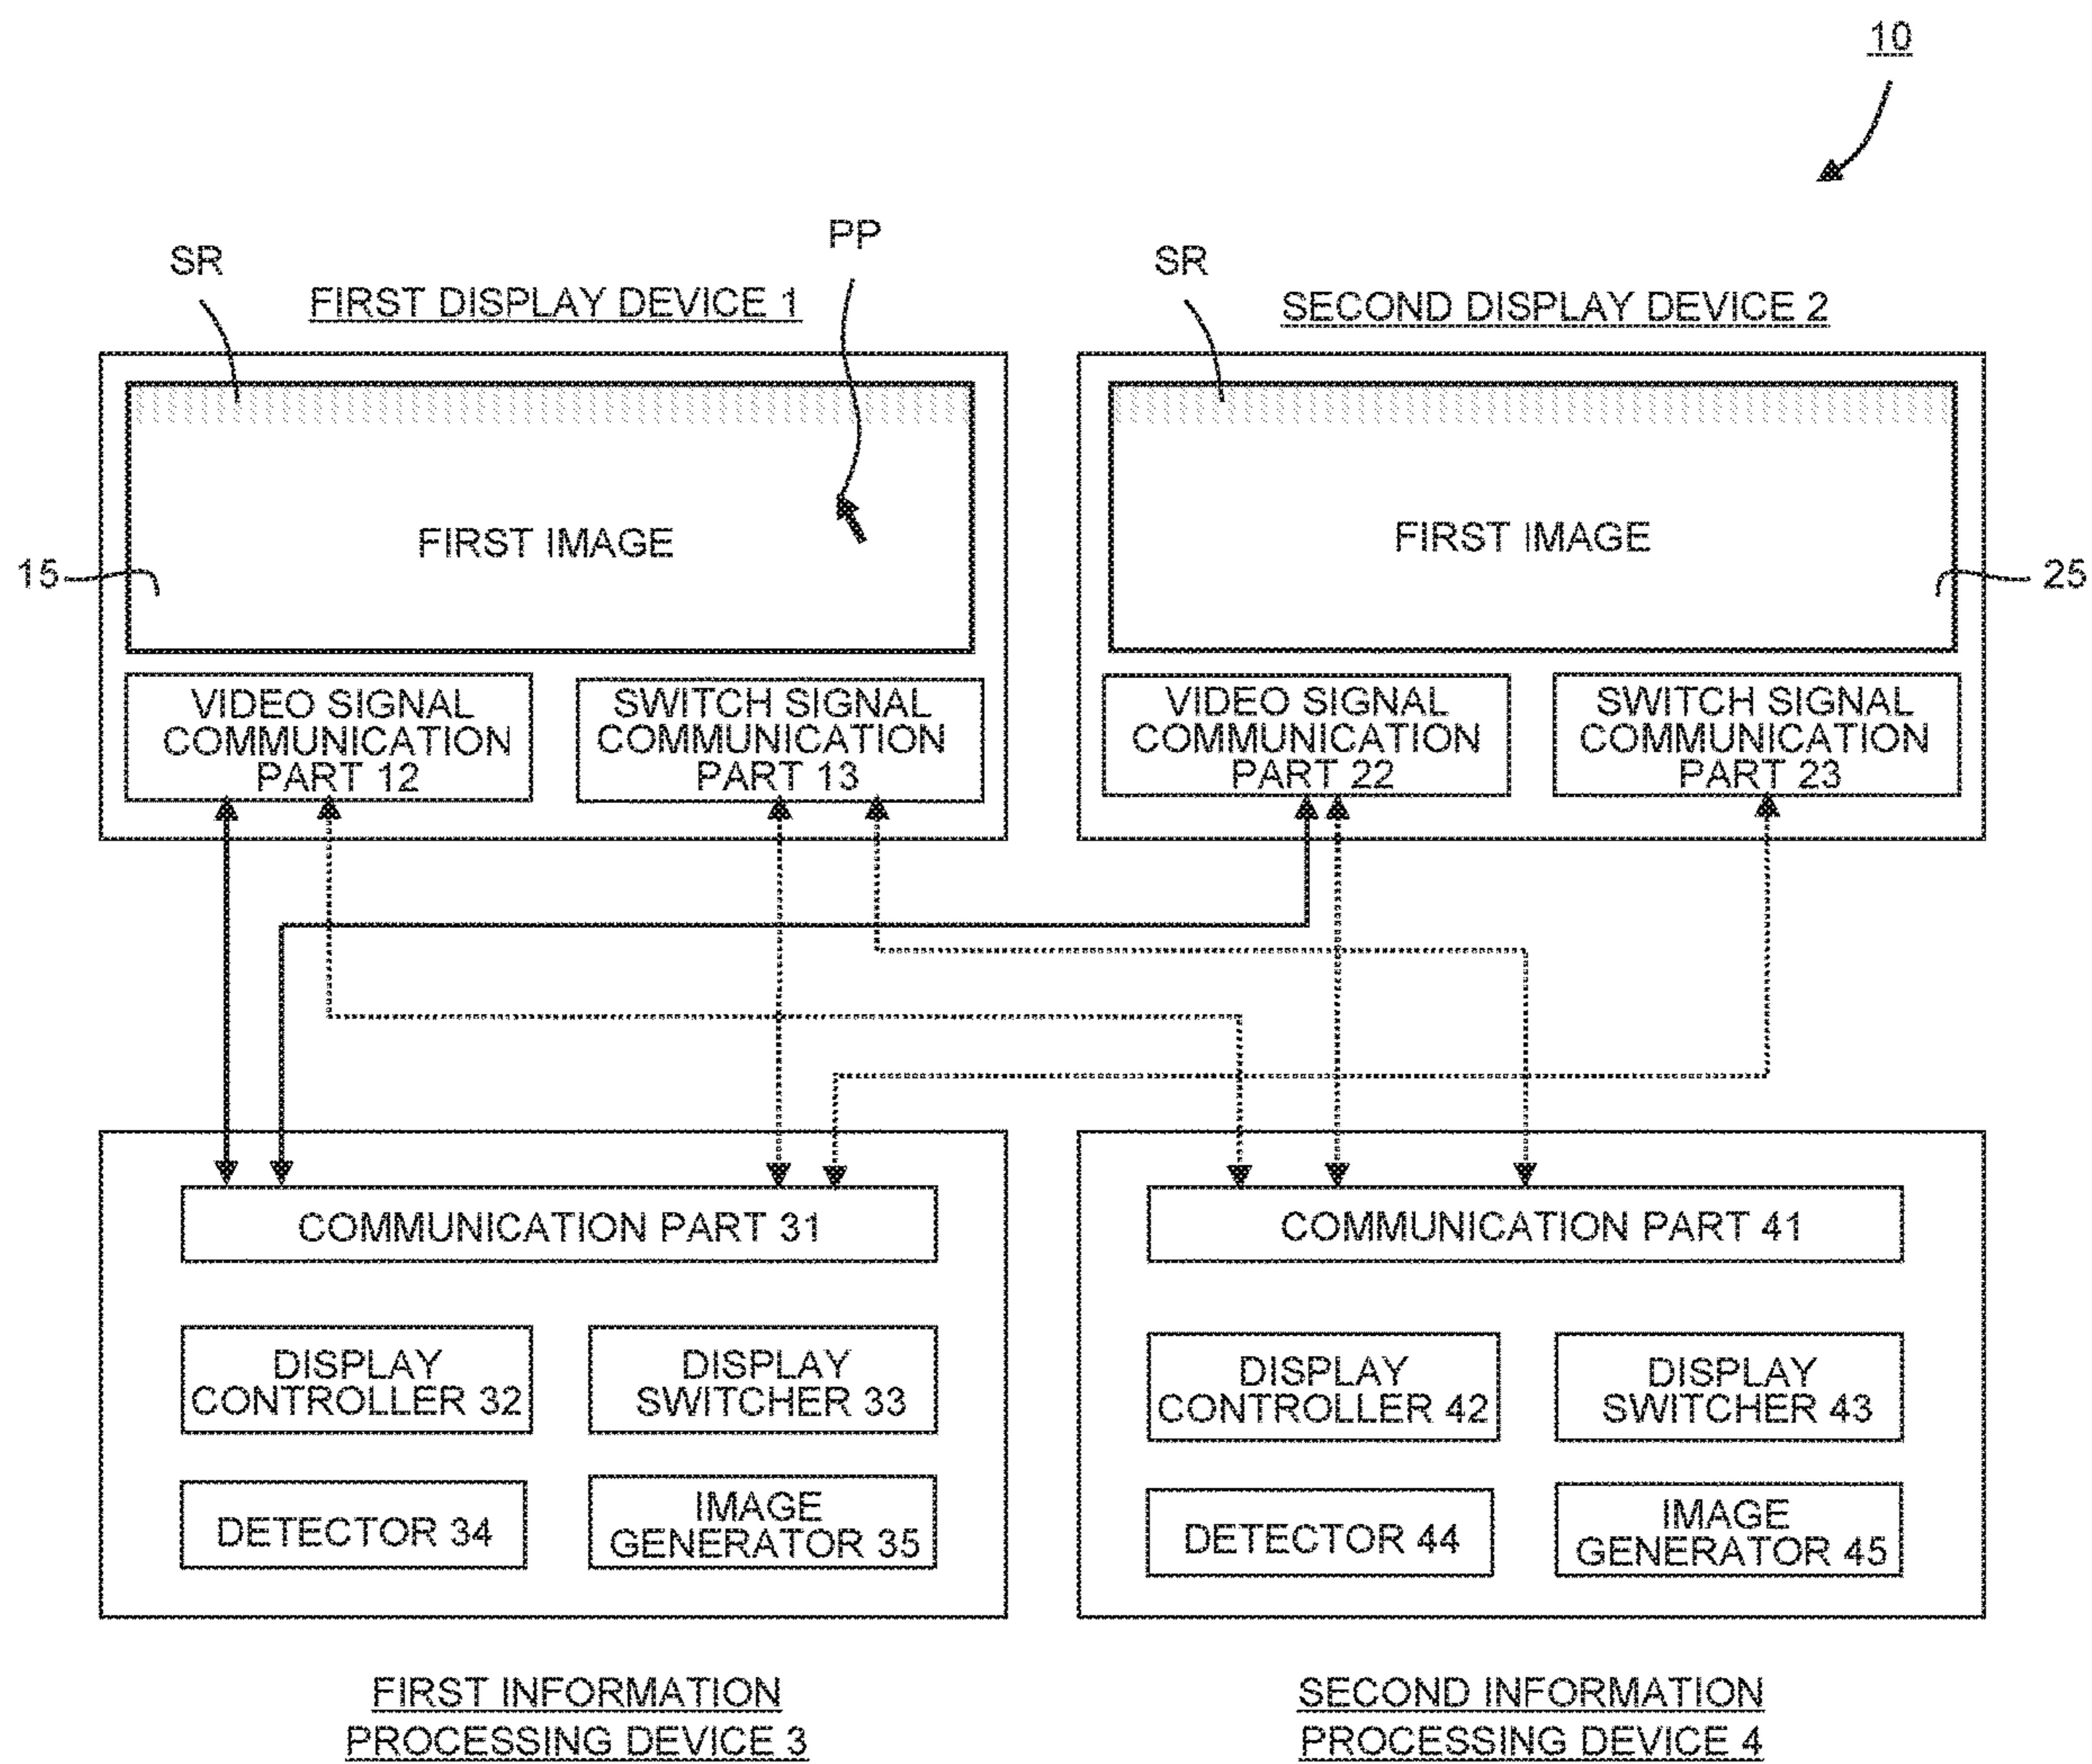 10
PP
SR
SR
FIRST DISPLAY DEVICE 1
SECOND DISPLAY DEVICE 2
FIRST IMAGE
FIRST IMAGE
15
25
VIDEO SIGNAL
COMMUNICATION
PART 12
SWITCH SIGNAL
COMMUNICATION
PART 13
VIDEO SIGNAL
COMMUNICATION
PART 22
SWITCH SIGNAL
COMMUNICATION
PART 23
COMMUNICATION PART 31
COMMUNICATION PART 41
DISPLAY
CONTROLLER 32
DISPLAY
SWITCHER 33
DISPLAY
CONTROLLER 42
DISPLAY
SWITCHER 43
DETECTOR 34
IMAGE
GENERATOR 35
DETECTOR 44
IMAGE
GENERATOR 45
FIRST INFORMATION
PROCESSING DEVICE 3
SECOND INFORMATION
PROCESSING DEVICE 4